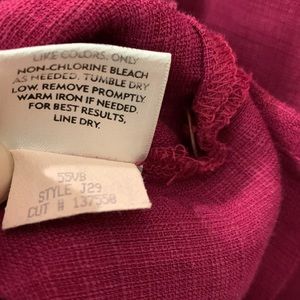 LIKE COLORS, ONLY
NON-CHLORINE BLEACH
AS NEEDED, TUMBLE DRY
LOW. REMOVE PROMPTLY.
WARM IRON IF NEEDED.
FOR BEST RESULTS,
LINE DRY.
55VB
STYLE J29
CUT # 137550